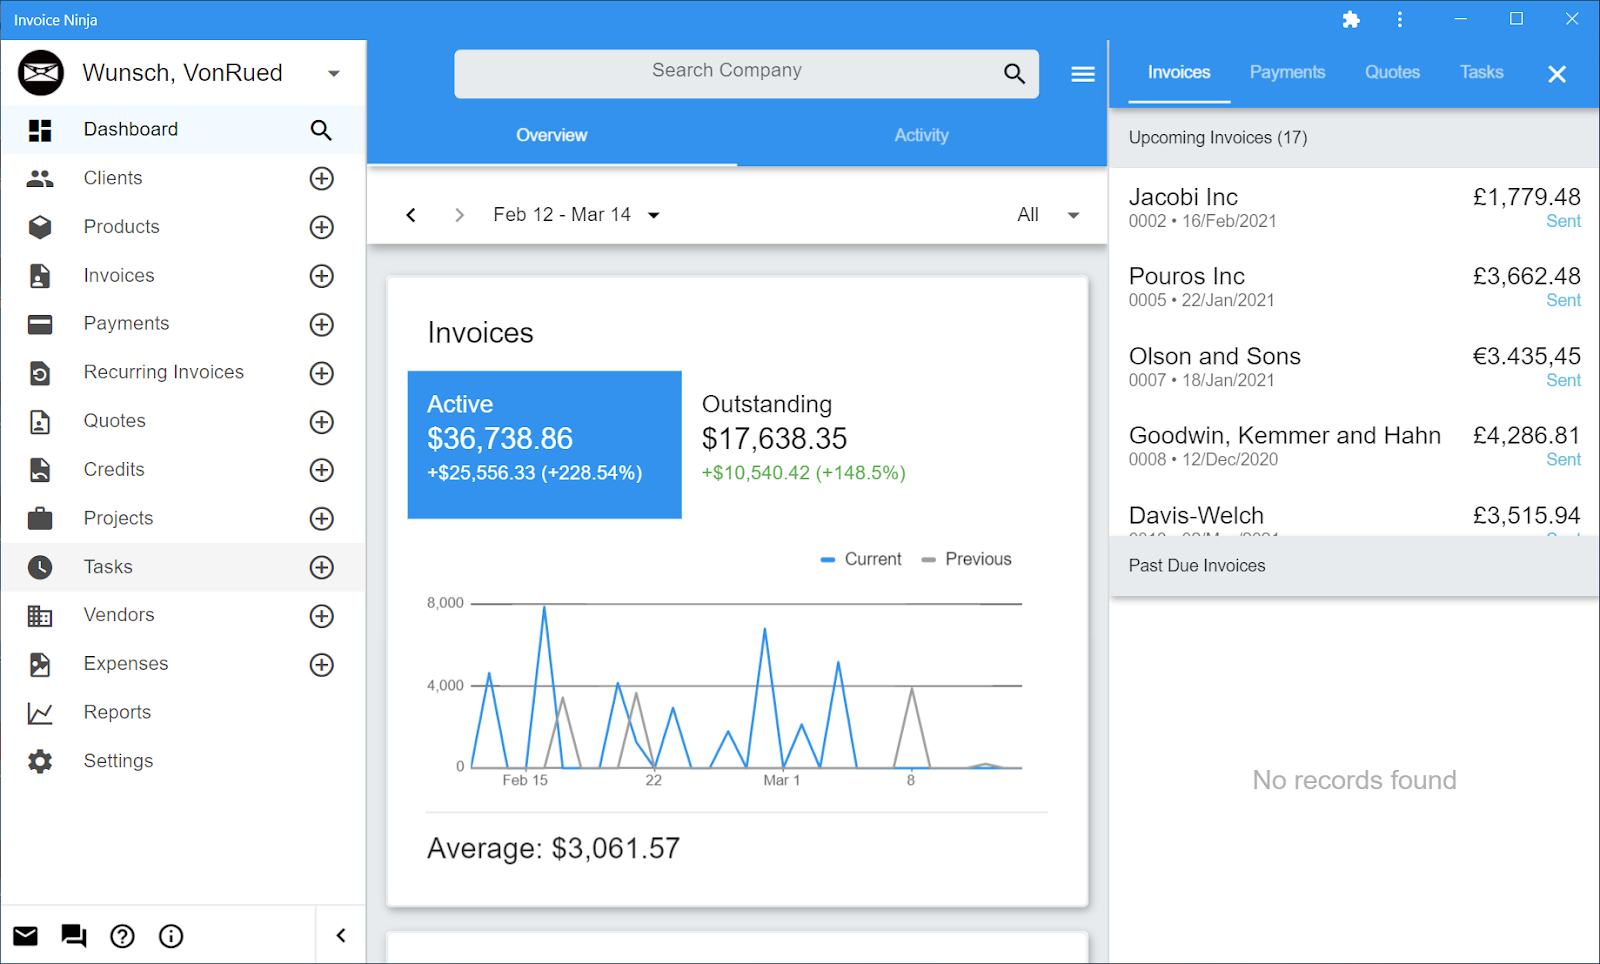 Invoice Ninja
Wunsch, VonRued
Dashboard
Clients
Products
Invoices
Payments
Recurring Invoices
Quotes
Credits
Projects
Tasks
Vendors
Expenses
Reports
Settings
Search Company
Overview
Activity
Feb 12 - Mar 14
All
Invoices
Active
$36,738.86
+$25,556.33 (+228.54%)
Outstanding
$17,638.35
+$10,540.42 (+148.5%)
Current
Previous
8,000
4,000
0
Feb 15
22
Mar 1
8
Average: $3,061.57
Invoices
Payments
Quotes
Tasks
Upcoming Invoices (17)
Jacobi Inc £1,779.48
0002 • 16/Feb/2021 Sent
Pouros Inc £3,662.48
0005 • 22/Jan/2021 Sent
Olson and Sons €3.435,45
0007 • 18/Jan/2021 Sent
Goodwin, Kemmer and Hahn £4,286.81
0008 • 12/Dec/2020 Sent
Davis-Welch £3,515.94
Past Due Invoices
No records found